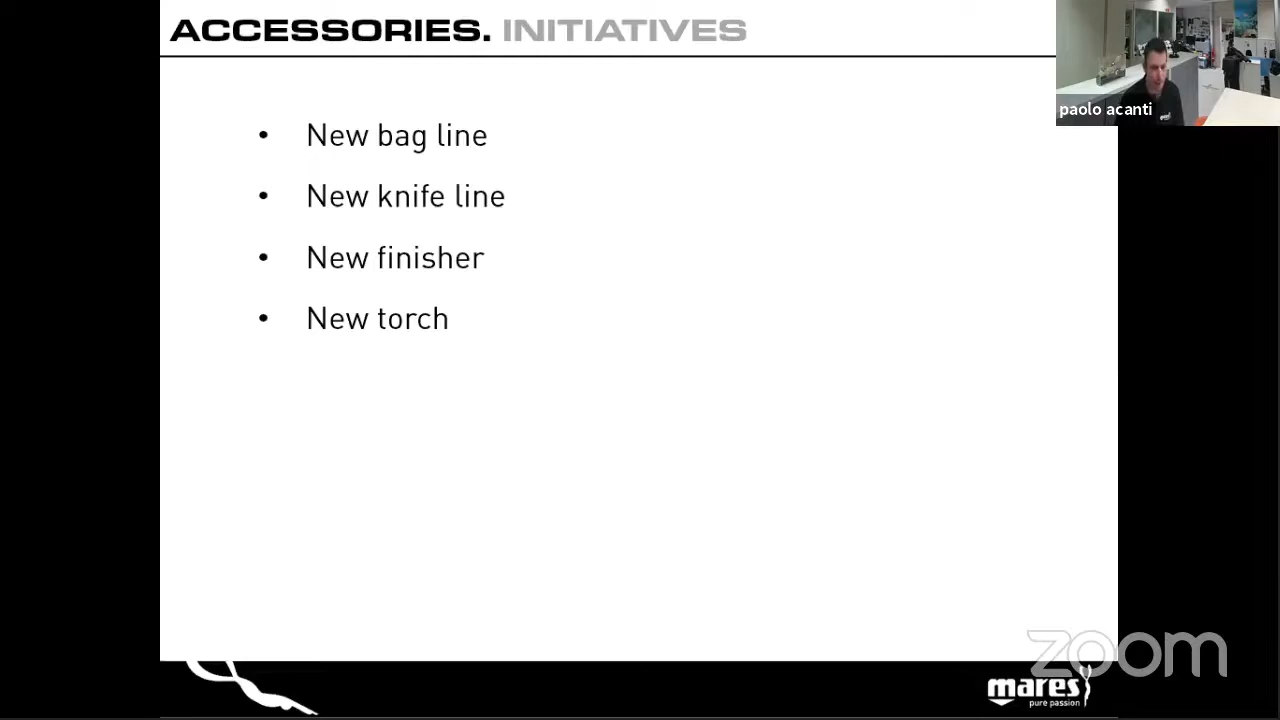 ACCESSORIES. INITIATIVES
paolo acanti
• New bag line
• New knife line
• New finisher
• New torch
zoom
mares
pure passion